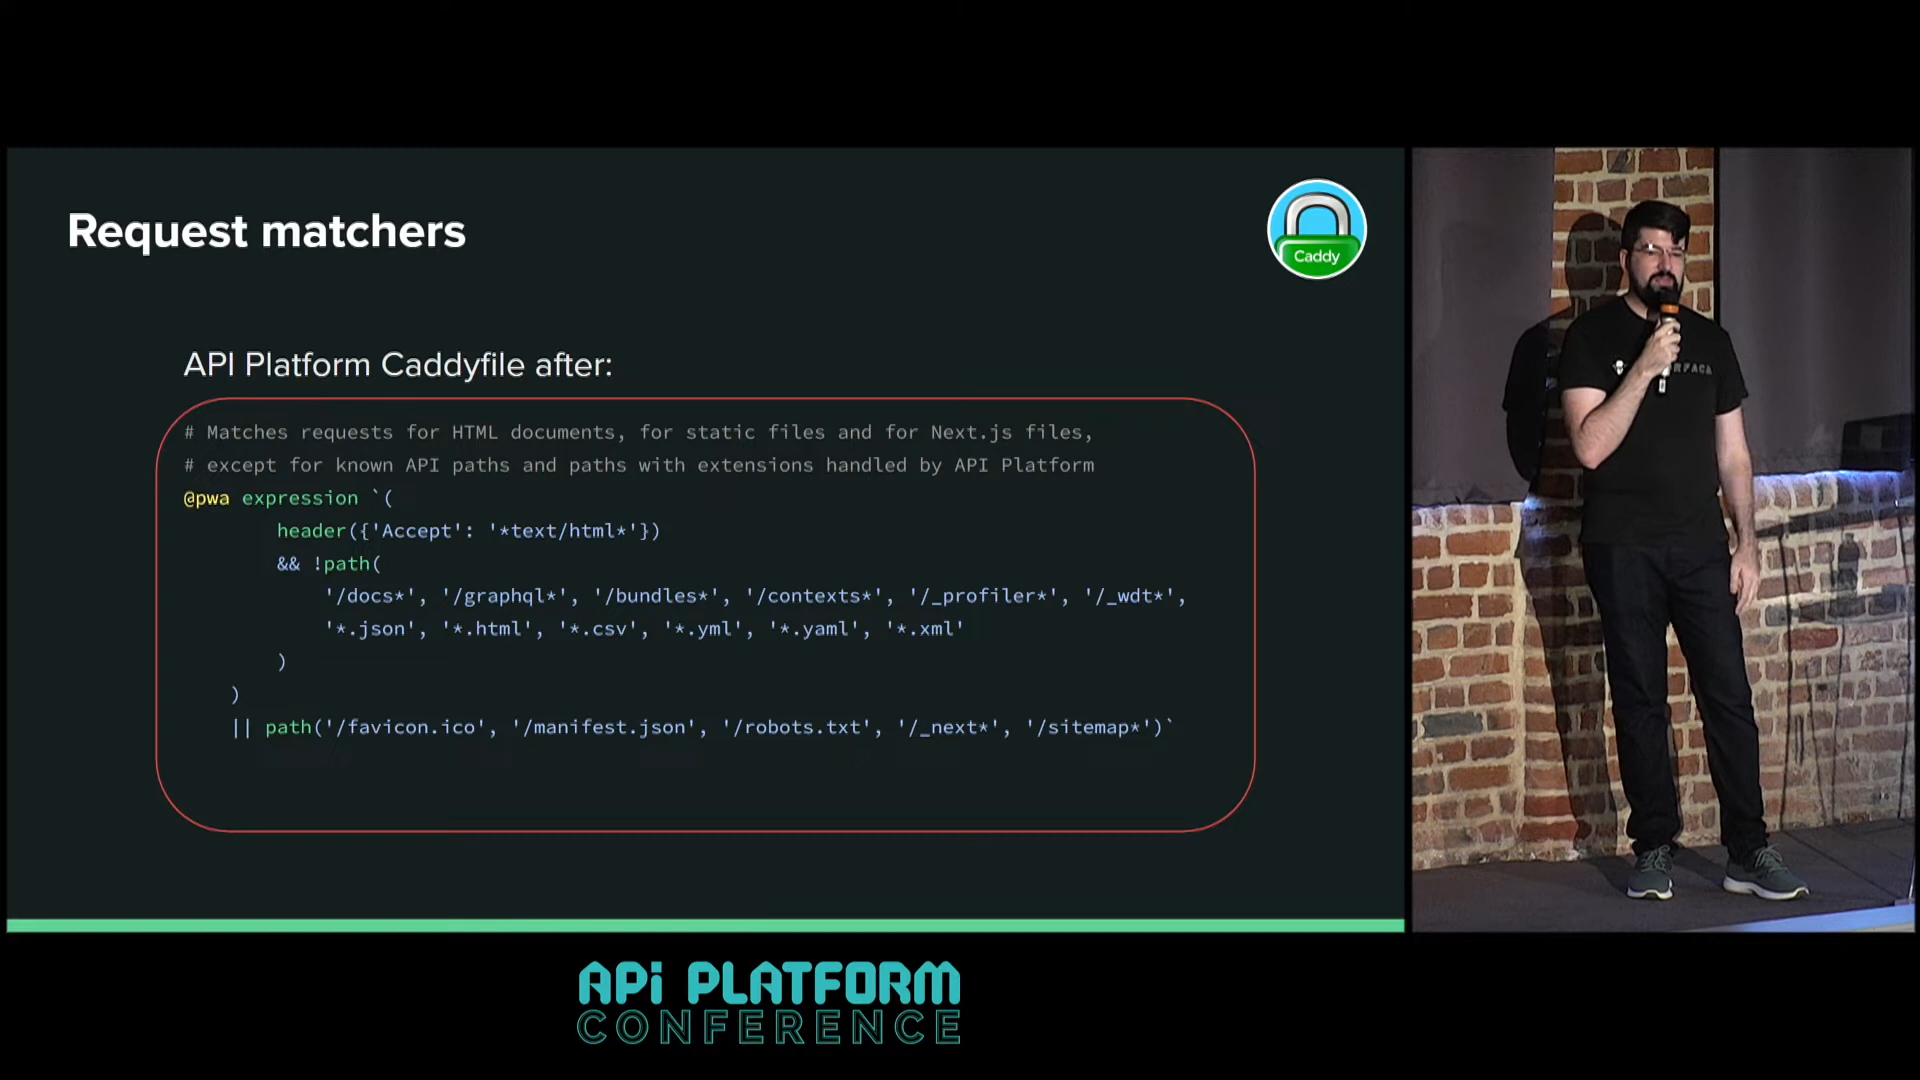 Request matchers
Caddy
API Platform Caddyfile after:
# Matches requests for HTML documents, for static files and for Next.js files,
# except for known API paths and paths with extensions handled by API Platform
@pwa expression `(
header({'Accept': '*text/html*'})
&& !path(
'/docs*', '/graphql*', '/bundles*', '/contexts*', '/_profiler*', '/_wdt*',
'*.json', '*.html', '*.csv', '*.yml', '*.yaml', '*.xml'
)
)
|| path('/favicon.ico', '/manifest.json', '/robots.txt', '/_next*', '/sitemap*')`
APi PLATFORM
CONFERENCE